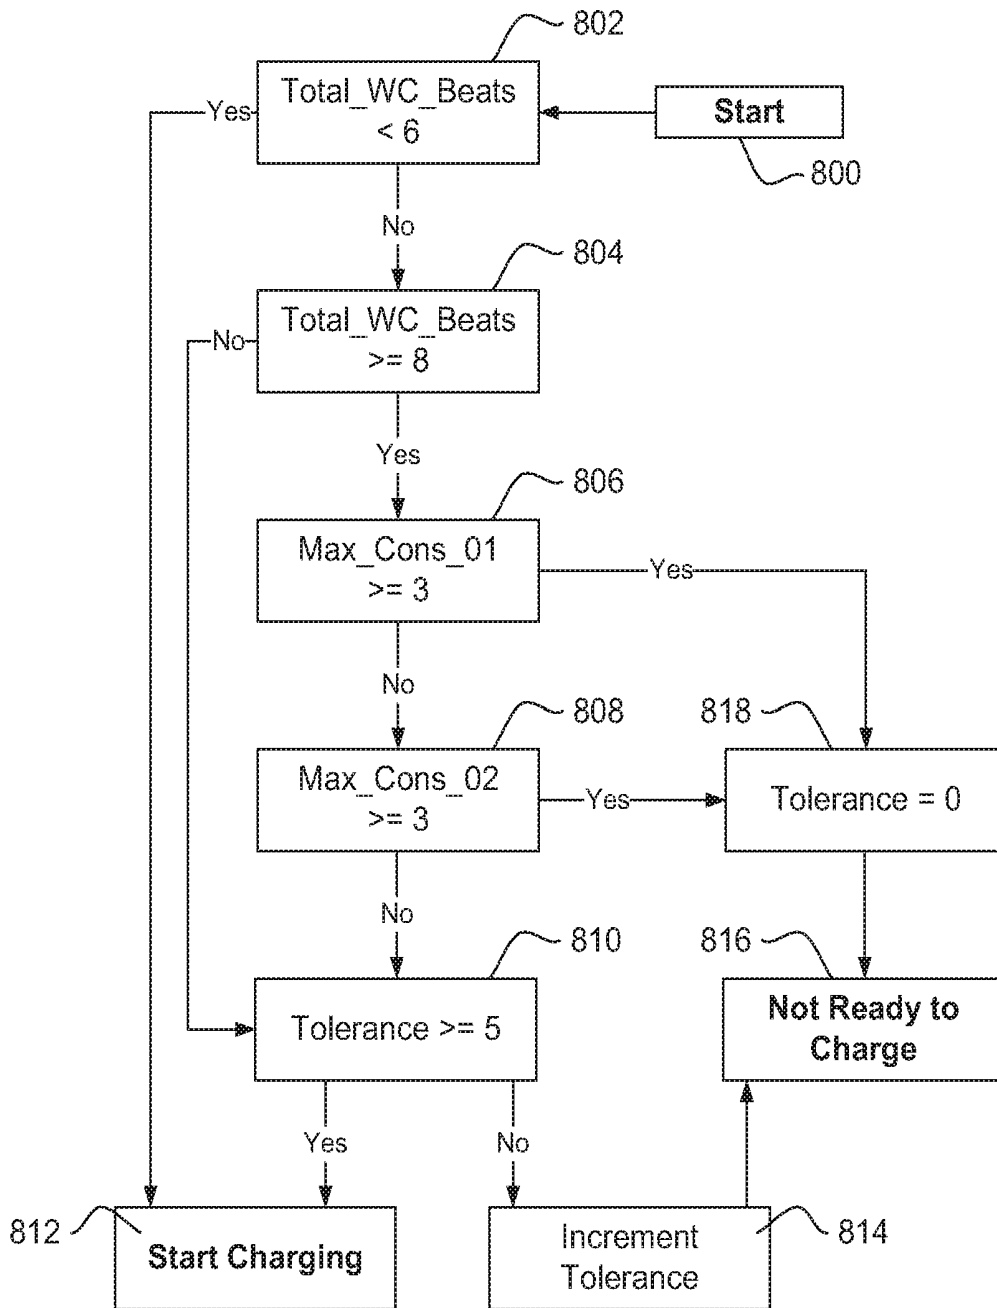 802
Total_WC_Beats
< 6
Start
800
Yes
No
804
Total_WC_Beats
>= 8
No
Yes
806
Max_Cons_01
>= 3
Yes
No
808
818
Max_Cons_02
>= 3
Yes
Tolerance = 0
No
810
816
Tolerance >= 5
Not Ready to
Charge
Yes
No
812
Start Charging
Increment
Tolerance
814